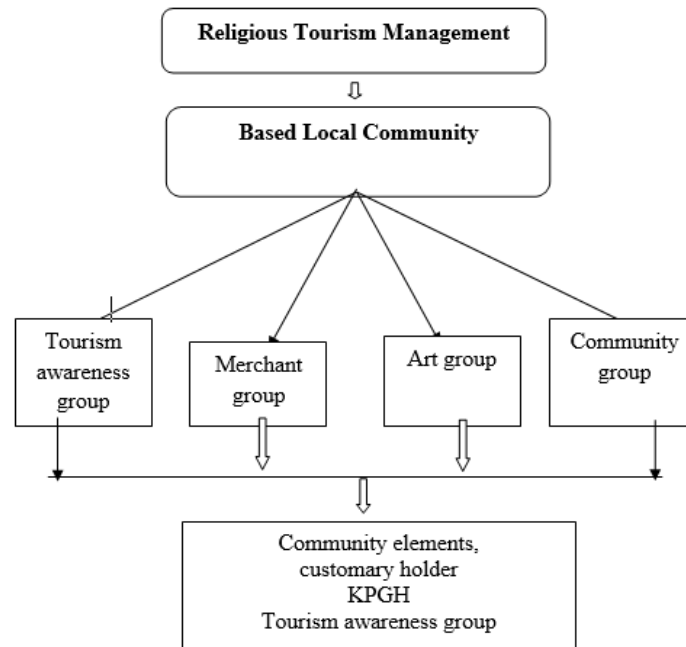 Religious Tourism Management
Based Local Community
Tourism
awareness
group
Merchant
group
Art group
Community
group
Community elements,
customary holder
KPGH
Tourism awareness group